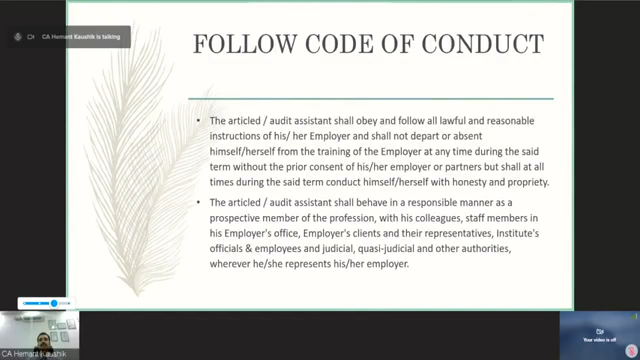 CA Hemant Kaushik is talking
FOLLOW CODE OF CONDUCT
• The articled / audit assistant shall obey and follow all lawful and reasonable
instructions of his/ her Employer and shall not depart or absent
himself/herself from the training of the Employer at any time during the said
term without the prior consent of his/her employer or partners but shall at all
times during the said term conduct himself/herself with honesty and propriety.
• The articled / audit assistant shall behave in a responsible manner as a
prospective member of the profession, with his colleagues, staff members in
his Employer's office, Employer's clients and their representatives, Institute's
officials & employees and judicial, quasi-judicial and other authorities,
wherever he/she represents his/her employer.
CA Hemant Kaushik
Your video is off